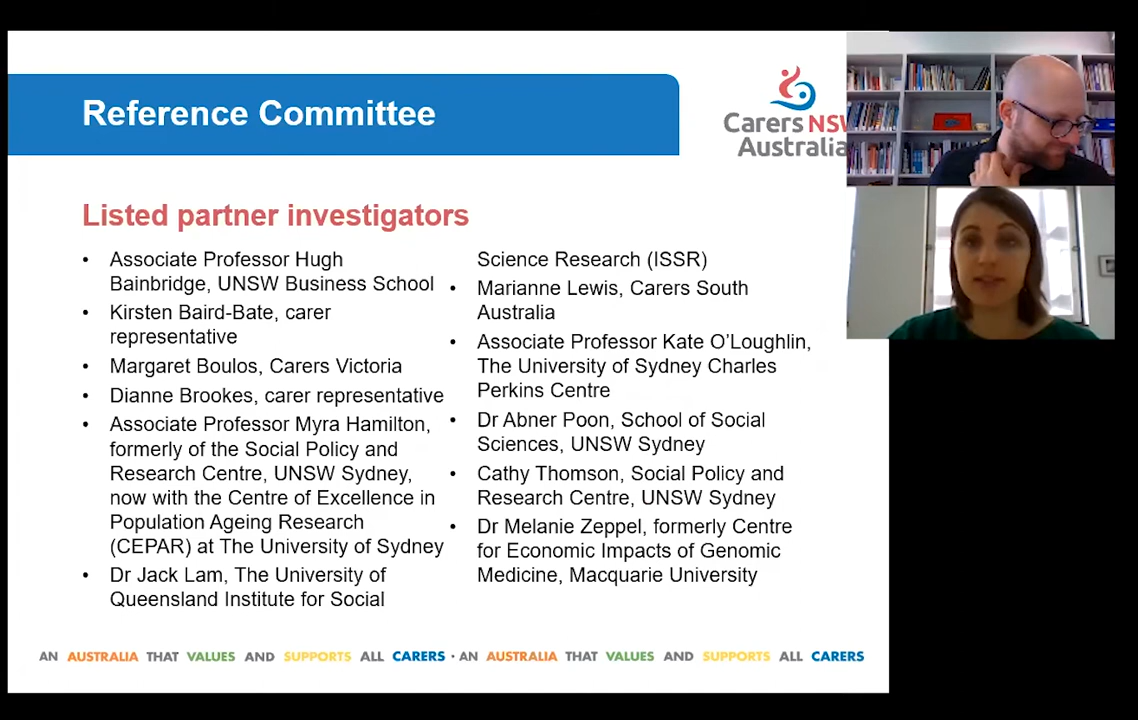 Reference Committee
Carers NSW
Australia
Listed partner investigators
• Associate Professor Hugh
Bainbridge, UNSW Business School
• Kirsten Baird-Bate, carer
representative
• Margaret Boulos, Carers Victoria
• Dianne Brookes, carer representative
• Associate Professor Myra Hamilton,
formerly of the Social Policy and
Research Centre, UNSW Sydney,
now with the Centre of Excellence in
Population Ageing Research
(CEPAR) at The University of Sydney
• Dr Jack Lam, The University of
Queensland Institute for Social
Science Research (ISSR)
• Marianne Lewis, Carers South
Australia
• Associate Professor Kate O’Loughlin,
The University of Sydney Charles
Perkins Centre
• Dr Abner Poon, School of Social
Sciences, UNSW Sydney
• Cathy Thomson, Social Policy and
Research Centre, UNSW Sydney
• Dr Melanie Zeppel, formerly Centre
for Economic Impacts of Genomic
Medicine, Macquarie University
AN AUSTRALIA THAT VALUES AND SUPPORTS ALL CARERS · AN AUSTRALIA THAT VALUES AND SUPPORTS ALL CARERS